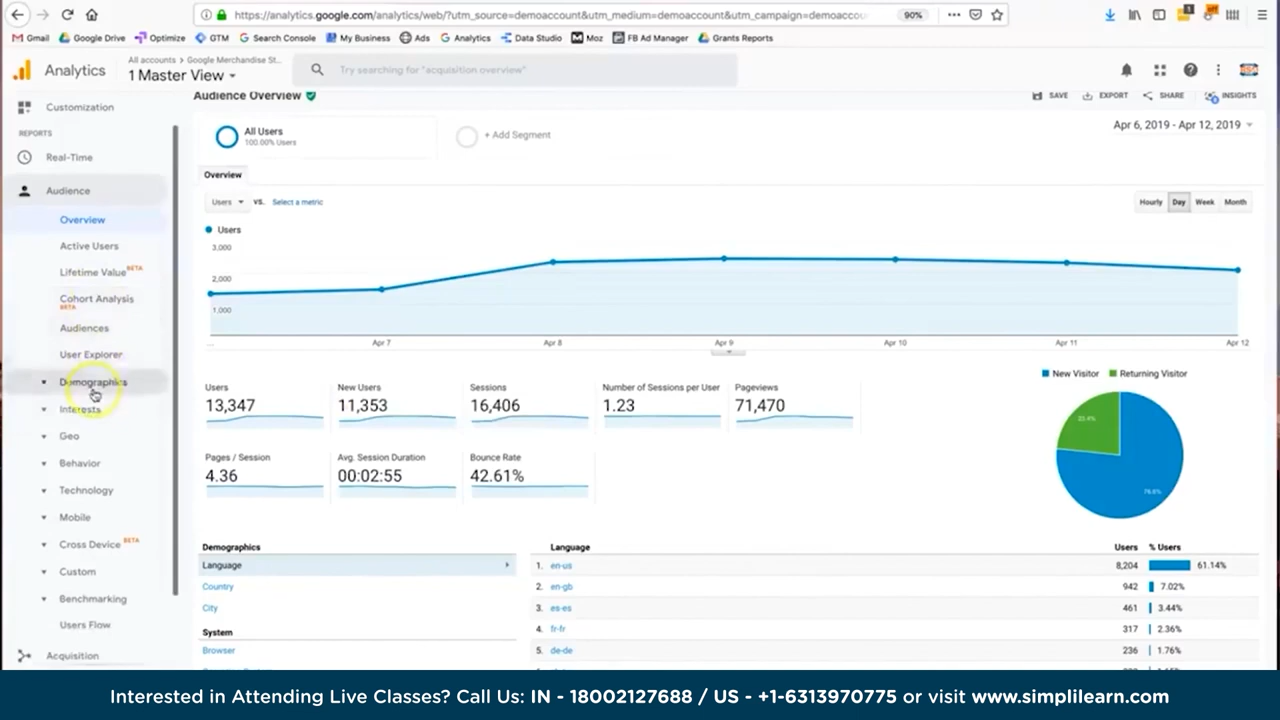 https://analytics.google.com/analytics/web/?utm_source=demoaccount&utm_medium=demoaccount&utm_campaign=demoaccou
90%
Gmail Google Drive Optimize GTM Search Console My Business Ads Analytics Data Studio Moz FB Ad Manager Grants Reports
Analytics
All accounts > Google Merchandise St...
1 Master View
Try searching for "acquisition overview"
Customization
REPORTS
Real-Time
Audience
Overview
Active Users
Lifetime Value BETA
Cohort Analysis
BETA
Audiences
User Explorer
Demographics
Interests
Geo
Behavior
Technology
Mobile
Cross Device BETA
Custom
Benchmarking
Users Flow
Acquisition
Audience Overview
SAVE EXPORT SHARE INSIGHTS
All Users
100.00% Users
+ Add Segment
Apr 6, 2019 - Apr 12, 2019
Overview
Users VS. Select a metric
Hourly Day Week Month
Users
3,000
2,000
1,000
... Apr 7 Apr 8 Apr 9 Apr 10 Apr 11 Apr 12
New Visitor Returning Visitor
Users New Users Sessions Number of Sessions per User Pageviews
13,347 11,353 16,406 1.23 71,470
Pages / Session Avg. Session Duration Bounce Rate
4.36 00:02:55 42.61%
Demographics Language Users % Users
Language 1. en-us 8,204 61.14%
Country 2. en-gb 942 7.02%
City 3. es-es 461 3.44%
System 4. fr-fr 317 2.36%
Browser 5. de-de 236 1.76%
Interested in Attending Live Classes? Call Us: IN - 18002127688 / US - +1-6313970775 or visit www.simplilearn.com